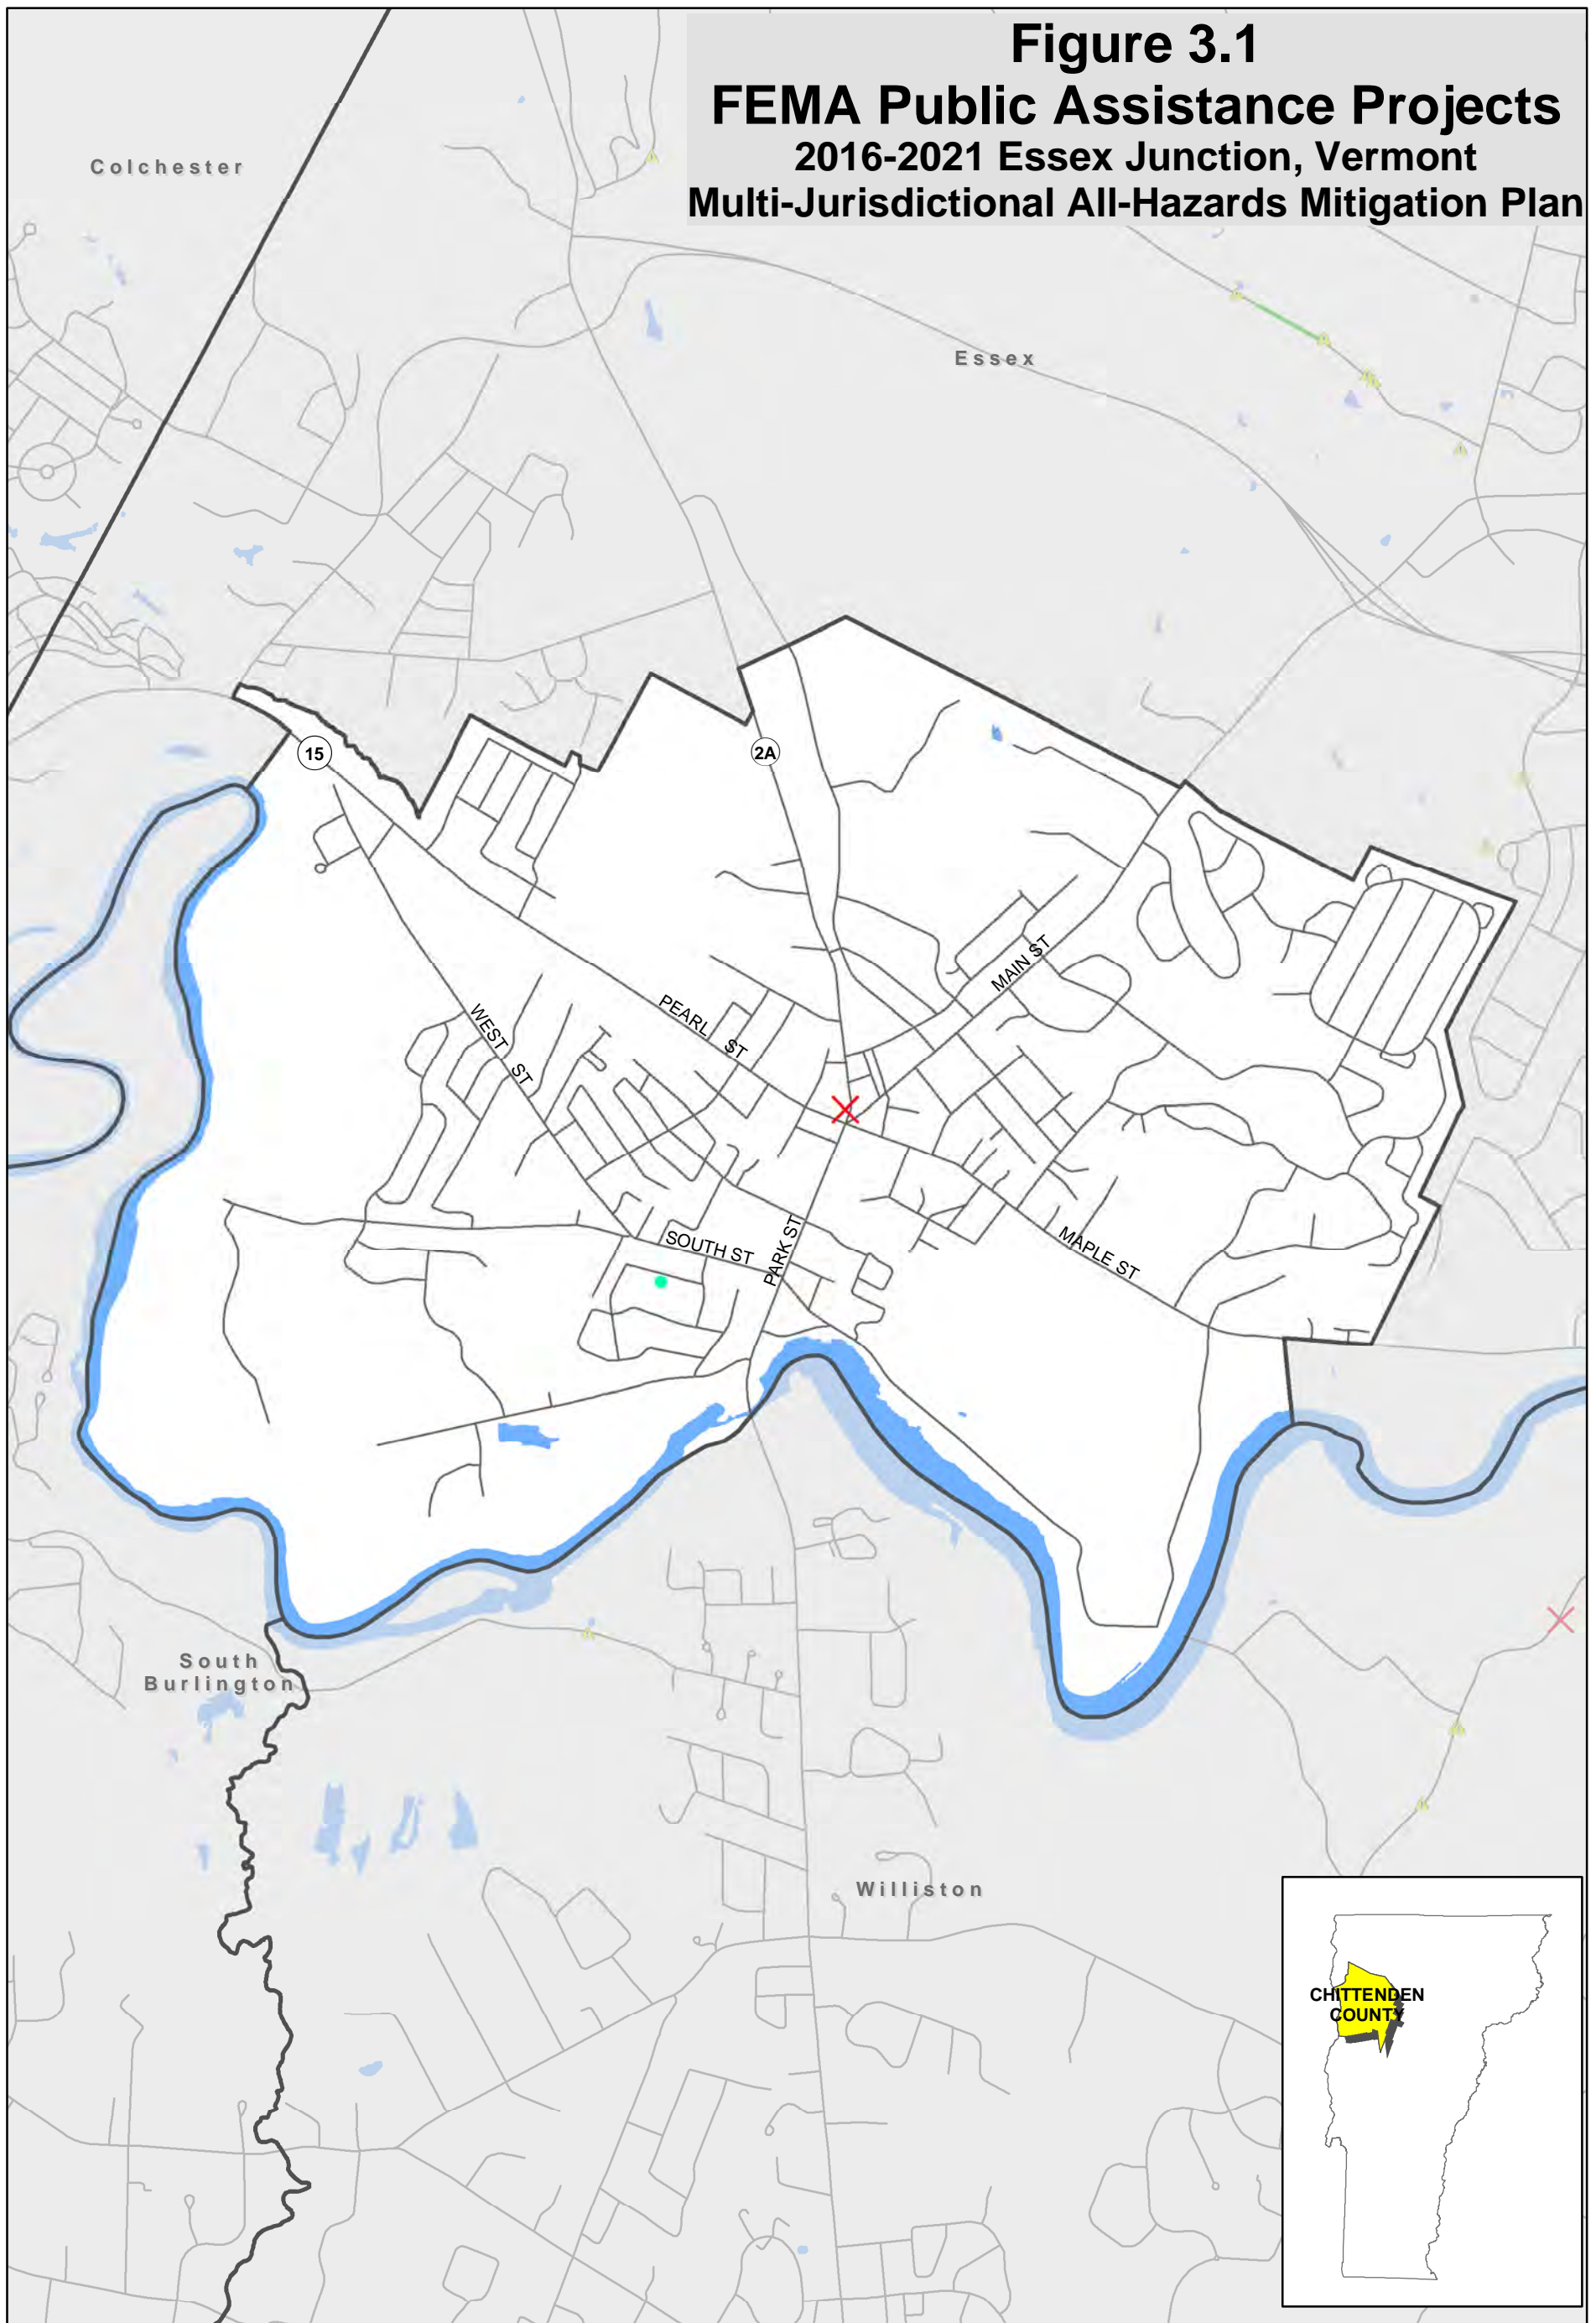 Figure 3.1
FEMA Public Assistance Projects
2016-2021 Essex Junction, Vermont
Multi-Jurisdictional All-Hazards Mitigation Plan
Colchester
Essex
15
2A
MAIN ST
PEARL ST
WEST ST
SOUTH ST
PARK ST
MAPLE ST
South
Burlington
Williston
CHITTENDEN
COUNTY